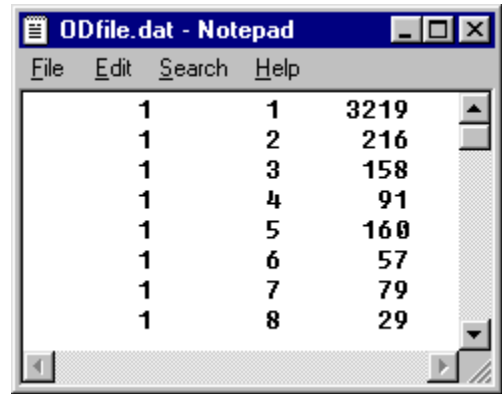 ODfile.dat - Notepad
File Edit Search Help
1 1 3219
1 2 216
1 3 158
1 4 91
1 5 160
1 6 57
1 7 79
1 8 29